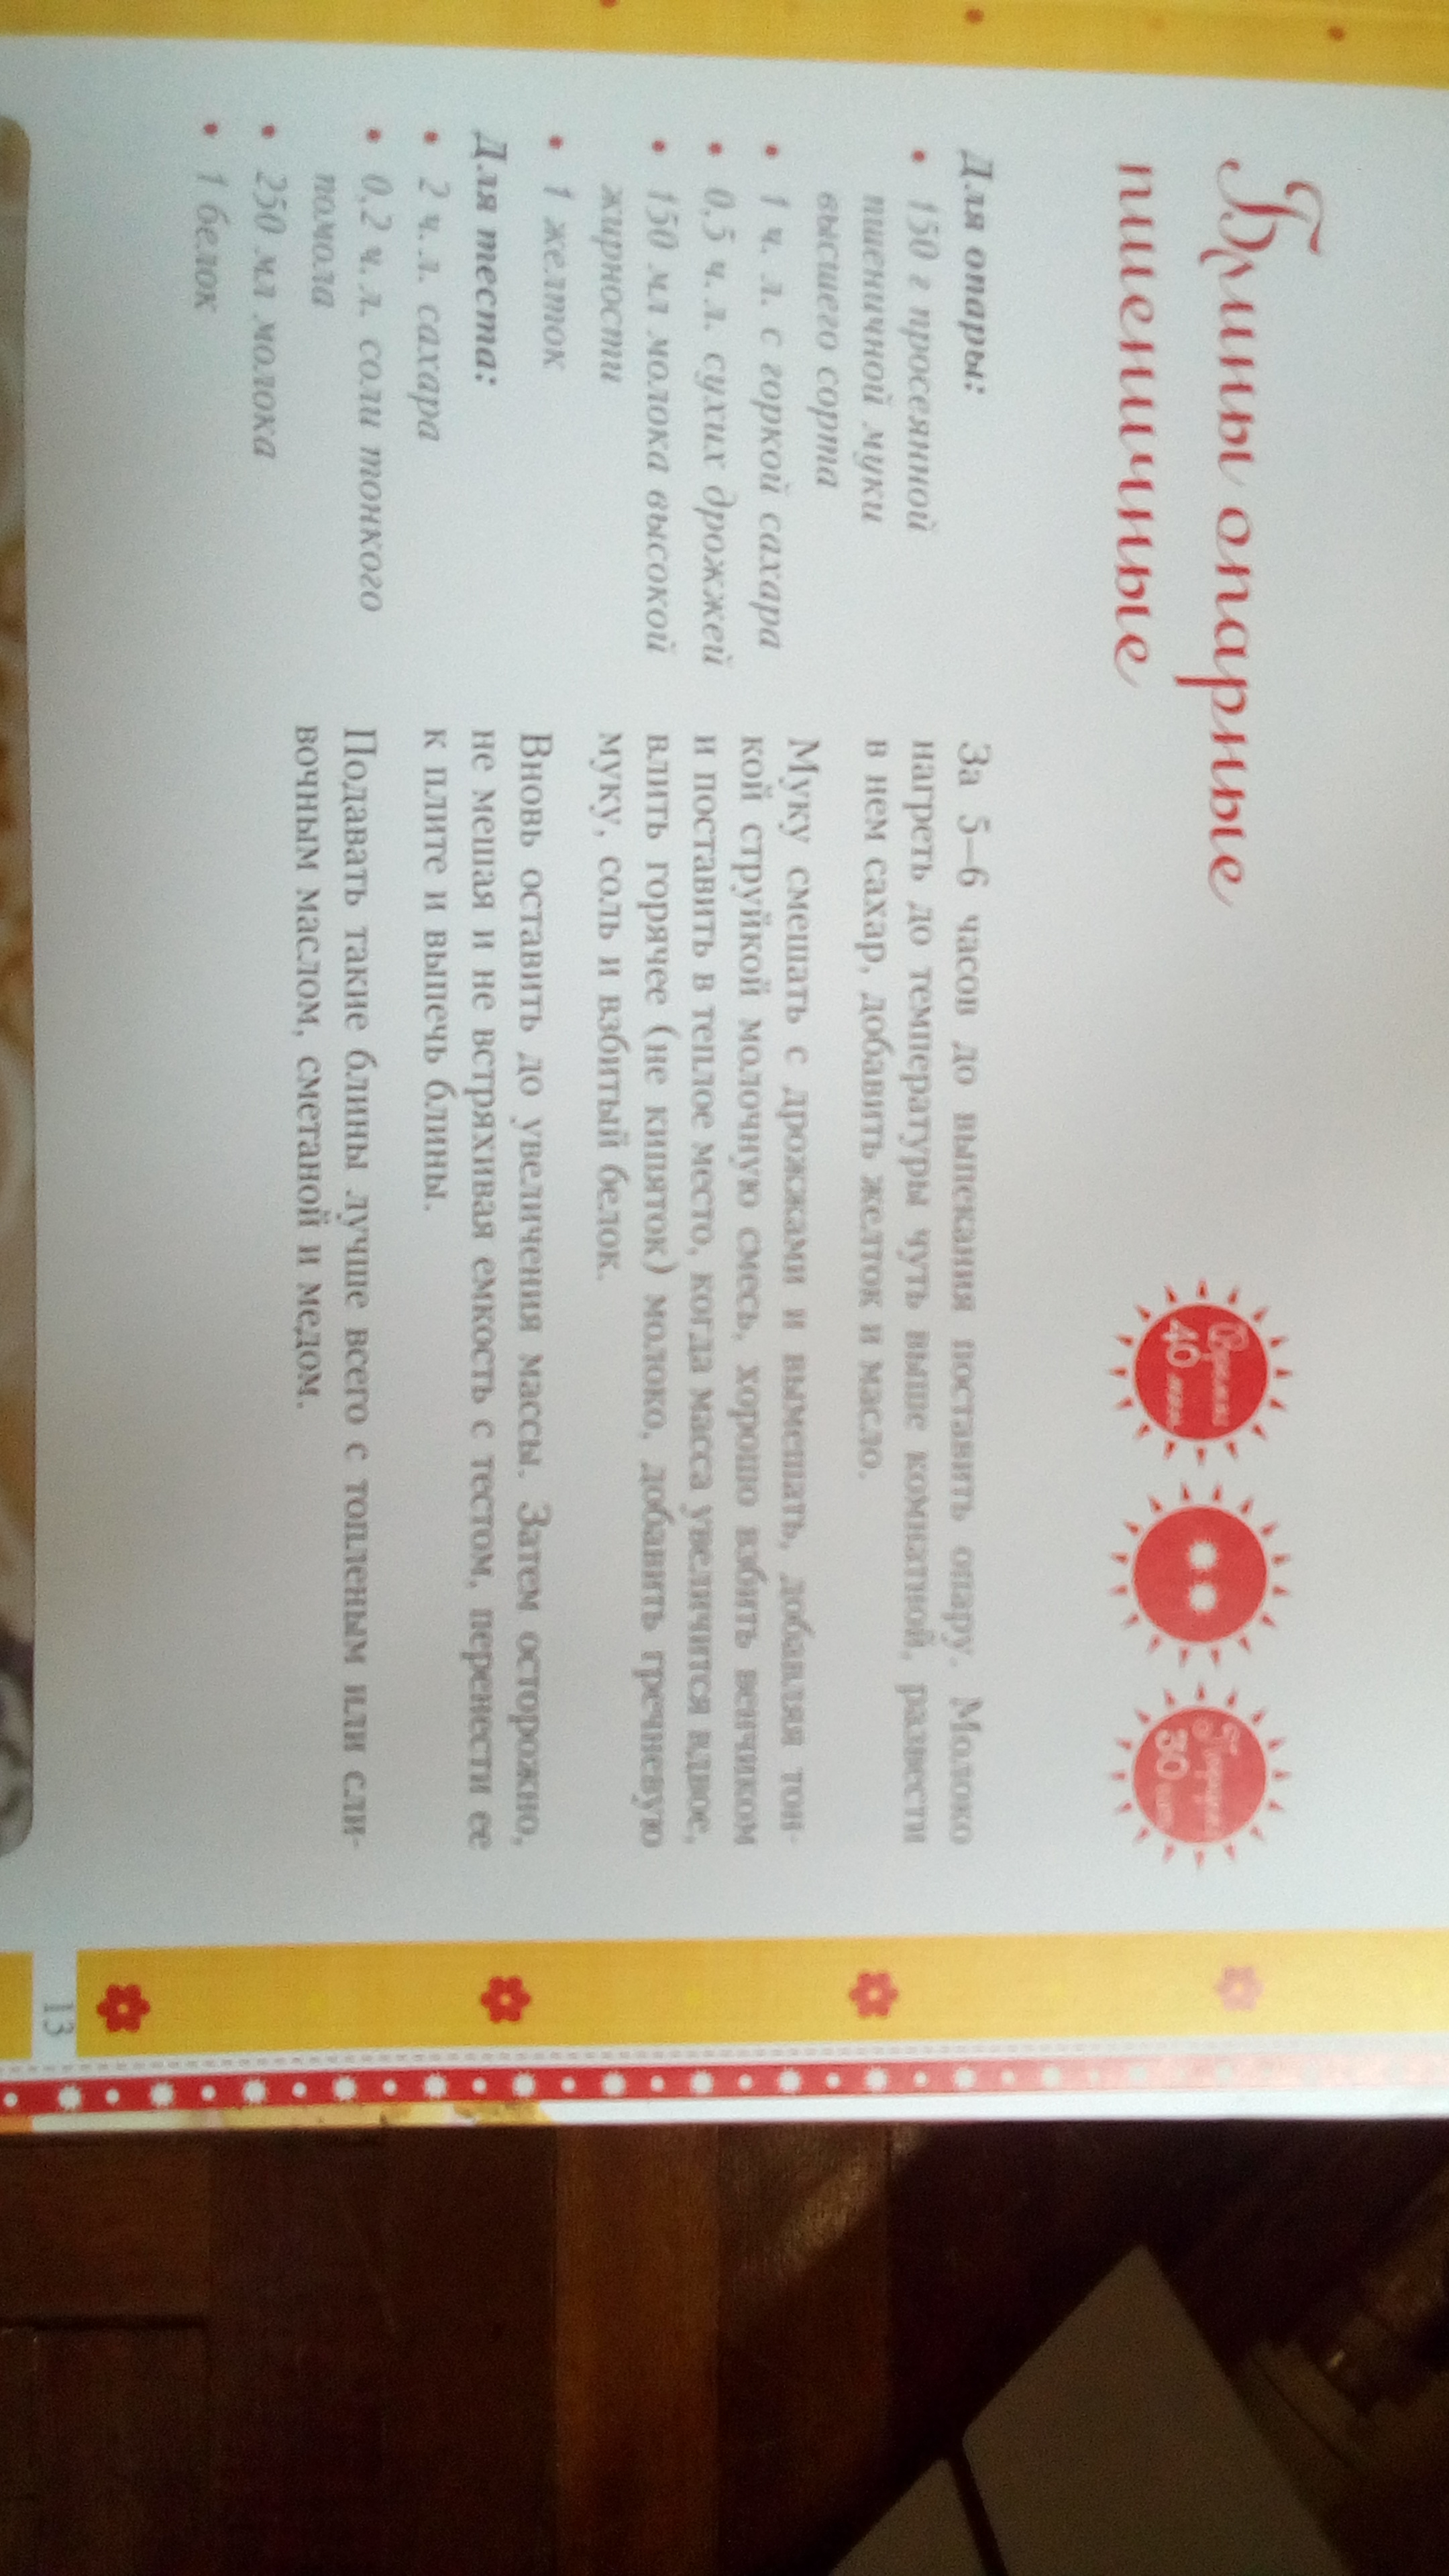 Блины опарные
пшеничные
Время:
40 мин.
30 шт.
Для опары:
• 150 г просеянной
пшеничной муки
высшего сорта
• 1 ч. л. с горкой сахара
• 0,5 ч. л. сухих дрожжей
• 150 мл молока высокой
жирности
• 1 желток
Для теста:
• 2 ч. л. сахара
• 0,2 ч. л. соли тонкого
помола
• 250 мл молока
• 1 белок
За 5–6 часов до выпекания поставить опару. Молоко
нагреть до температуры чуть выше комнатной, развести
в нем сахар, добавить желток и масло.
Муку смешать с дрожжами и вымешать, добавляя тон-
кой струйкой молочную смесь, хорошо взбить венчиком
и поставить в теплое место, когда масса увеличится вдвое,
влить горячее (не кипяток) молоко, добавить гречневую
муку, соль и взбитый белок.
Вновь оставить до увеличения массы. Затем осторожно,
не мешая и не встряхивая емкость с тестом, перенести ее
к плите и выпечь блины.
Подавать такие блины лучше всего с топленым или сли-
вочным маслом, сметаной и медом.
13